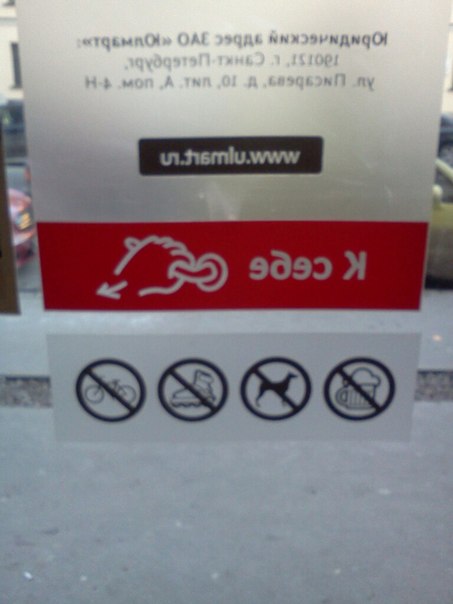 Юридический адрес ЗАО «Юлмарт»:
190121, г. Санкт-Петербург,
ул. Писарева, д. 10, лит. А, пом. 4-Н
www.ulmart.ru
К себе